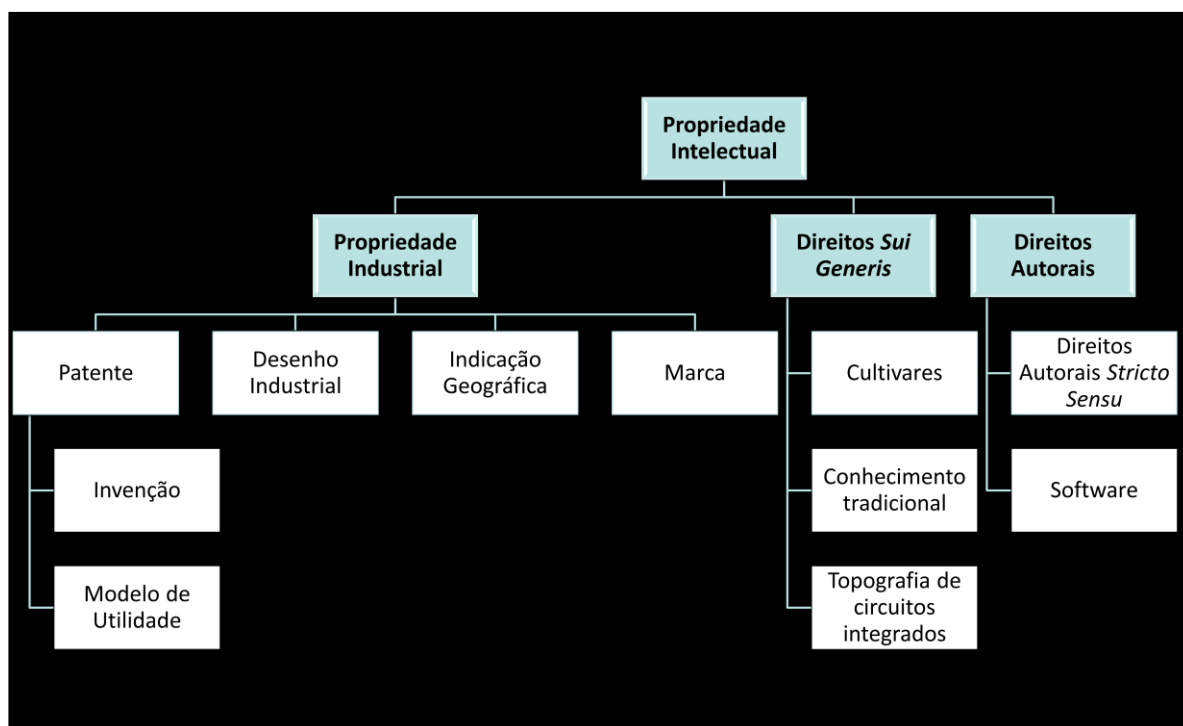 Propriedade
Intelectual
Propriedade
Industrial
Direitos Sui
Generis
Direitos
Autorais
Patente
Desenho
Industrial
Indicação
Geográfica
Marca
Cultivares
Direitos
Autorais Stricto
Sensu
Invenção
Conhecimento
tradicional
Software
Modelo de
Utilidade
Topografia de
circuitos
integrados